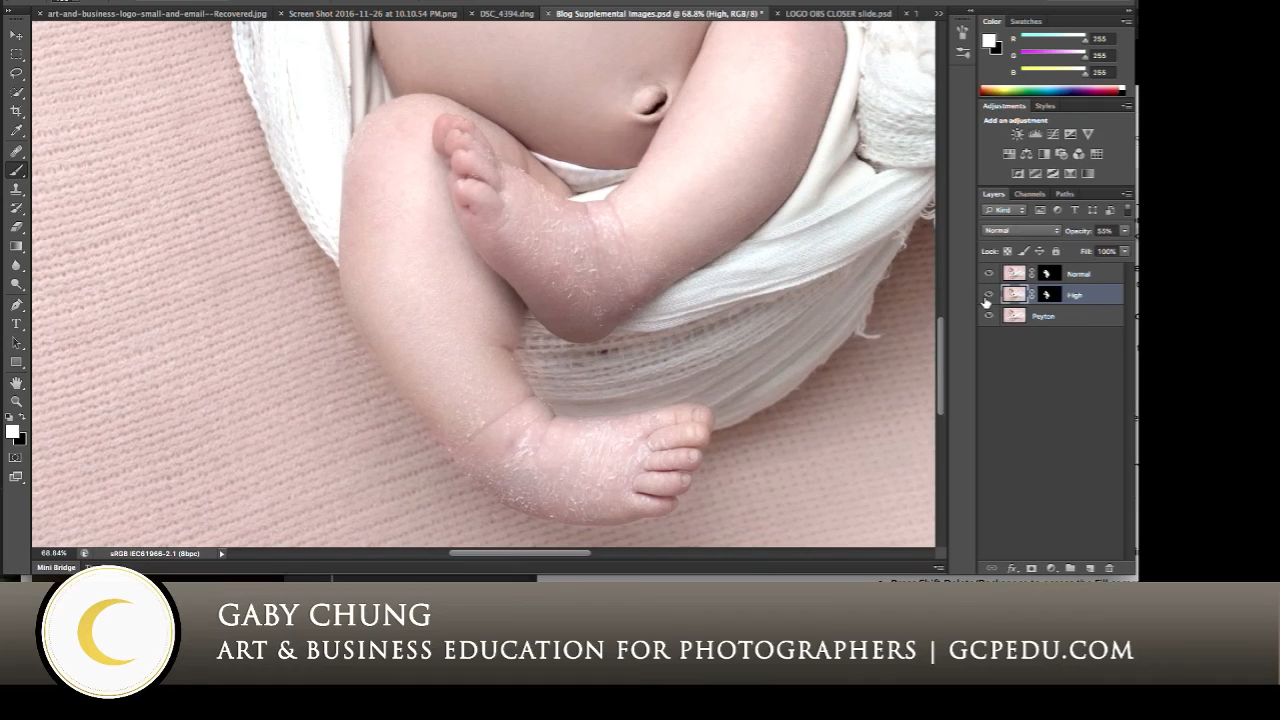 art-and-business-logo-small-and-email--Recovered.jpg
Screen Shot 2016-11-26 at 10.10.54 PM.png
DSC_4394.dng
Blog Supplemental Images.psd @ 68.8% (High, RGB/8) *
LOGO OBS CLOSER slide.psd
Color Swatches
R 255
G 255
B 255
Adjustments Styles
Add an adjustment
Layers Channels Paths
Kind
Normal Opacity: 55%
Lock: Fill: 100%
Normal
High
Peyton
68.84% sRGB IEC61966-2.1 (8bpc)
Mini Bridge
GABY CHUNG
ART & BUSINESS EDUCATION FOR PHOTOGRAPHERS | GCPEDU.COM